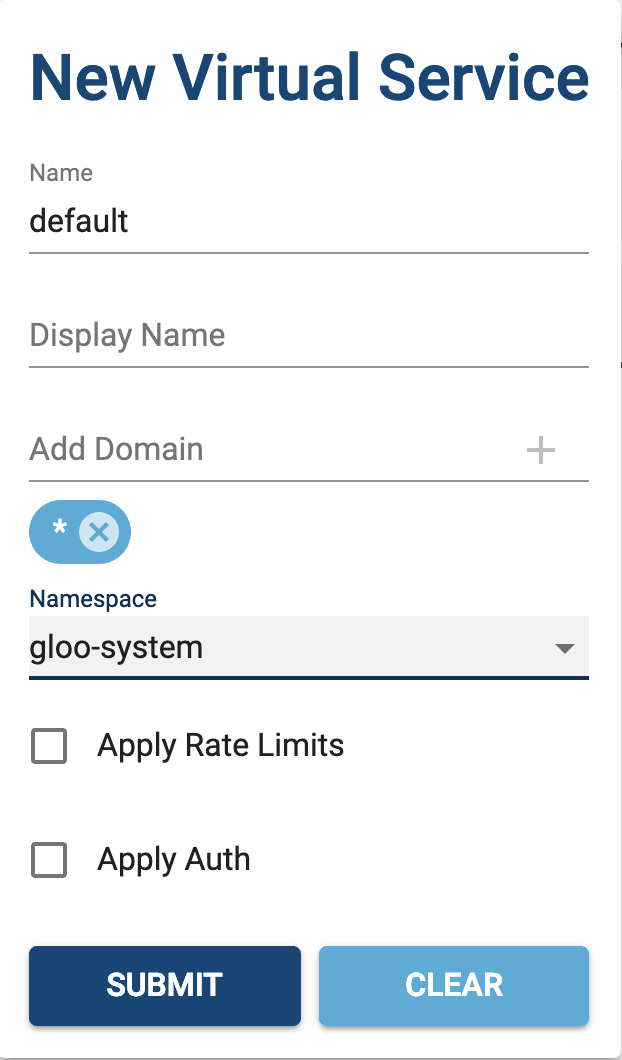 New Virtual Service
Name
default
Display Name
Add Domain
*
Namespace
gloo-system
Apply Rate Limits
Apply Auth
SUBMIT
CLEAR